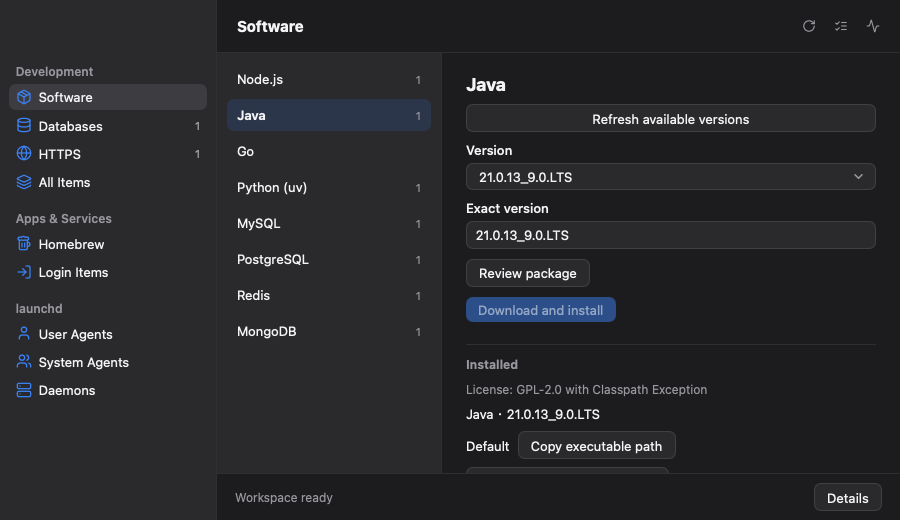 Software
Development
Software
Databases 1
HTTPS 1
All Items
Apps & Services
Homebrew
Login Items
launchd
User Agents
System Agents
Daemons
Node.js 1
Java 1
Go
Python (uv) 1
MySQL 1
PostgreSQL 1
Redis 1
MongoDB 1
Java
Refresh available versions
Version
21.0.13_9.0.LTS
Exact version
21.0.13_9.0.LTS
Review package
Download and install
Installed
License: GPL-2.0 with Classpath Exception
Java · 21.0.13_9.0.LTS
Default Copy executable path
Workspace ready
Details